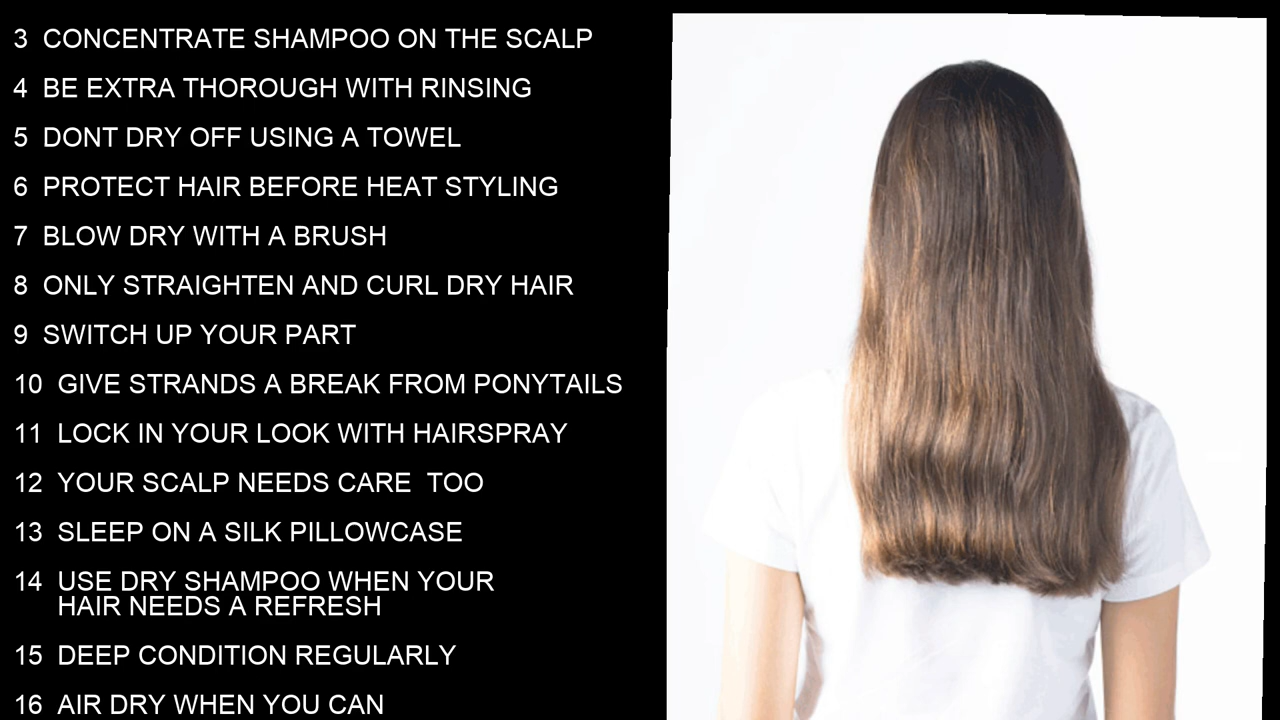 3 CONCENTRATE SHAMPOO ON THE SCALP
4 BE EXTRA THOROUGH WITH RINSING
5 DONT DRY OFF USING A TOWEL
6 PROTECT HAIR BEFORE HEAT STYLING
7 BLOW DRY WITH A BRUSH
8 ONLY STRAIGHTEN AND CURL DRY HAIR
9 SWITCH UP YOUR PART
10 GIVE STRANDS A BREAK FROM PONYTAILS
11 LOCK IN YOUR LOOK WITH HAIRSPRAY
12 YOUR SCALP NEEDS CARE  TOO
13 SLEEP ON A SILK PILLOWCASE
14 USE DRY SHAMPOO WHEN YOUR
HAIR NEEDS A REFRESH
15 DEEP CONDITION REGULARLY
16 AIR DRY WHEN YOU CAN